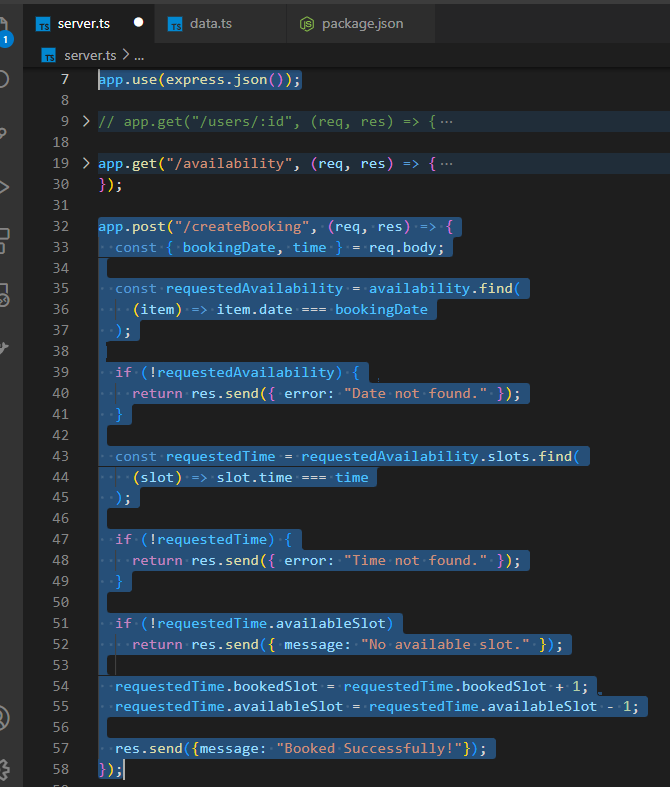 TS server.ts ●
TS data.ts
package.json
TS server.ts > ...
1
7 app.use(express.json());
8
9 > // app.get("/users/:id", (req, res) => { ···
18
19 > app.get("/availability", (req, res) => { ···
30 });
31
32 app.post("/createBooking", (req, res) => {
33   const { bookingDate, time } = req.body;
34
35   const requestedAvailability = availability.find(
36     (item) => item.date === bookingDate
37   );
38
39   if (!requestedAvailability) {
40     return res.send({ error: "Date not found." });
41   }
42
43   const requestedTime = requestedAvailability.slots.find(
44     (slot) => slot.time === time
45   );
46
47   if (!requestedTime) {
48     return res.send({ error: "Time not found." });
49   }
50
51   if (!requestedTime.availableSlot)
52     return res.send({ message: "No available slot." });
53
54   requestedTime.bookedSlot = requestedTime.bookedSlot + 1;
55   requestedTime.availableSlot = requestedTime.availableSlot - 1;
56
57   res.send({message: "Booked Successfully!"});
58 });